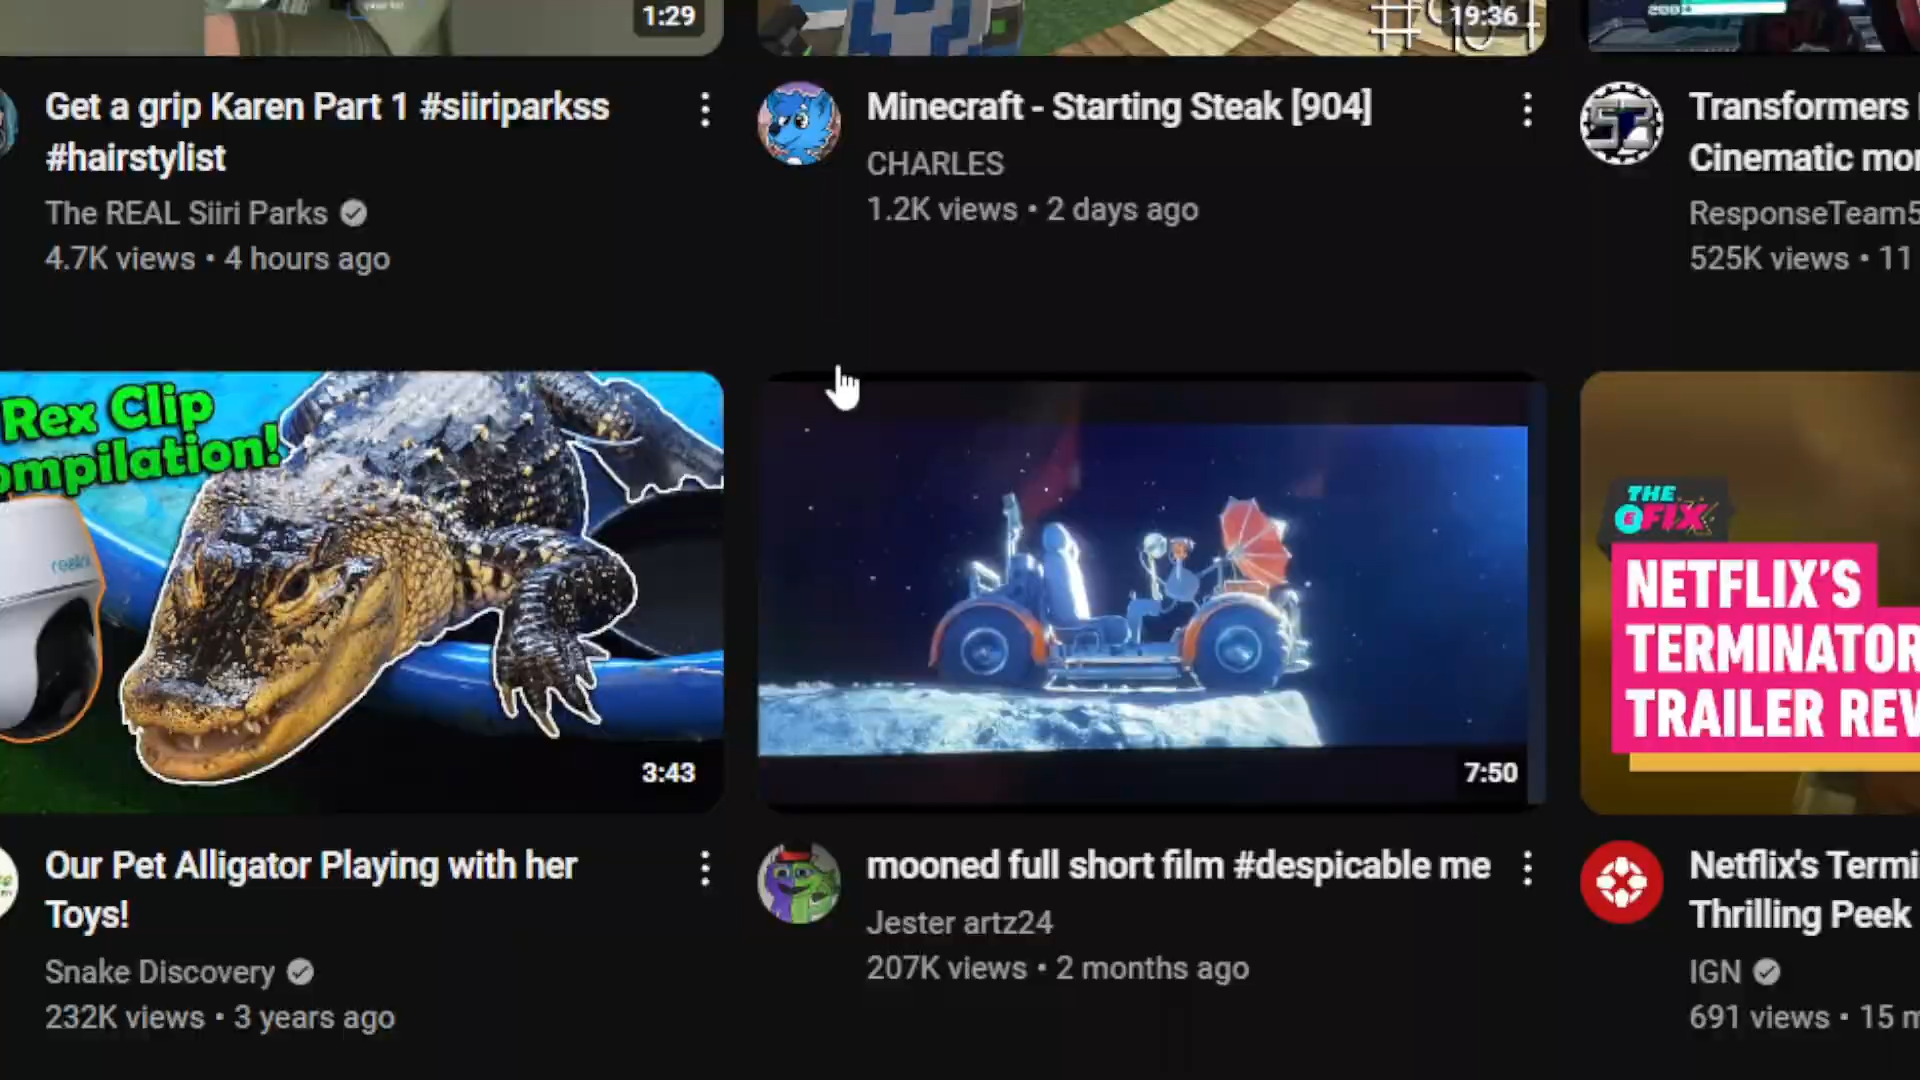 1:29
19:36
Get a grip Karen Part 1 #siiriparkss
#hairstylist
The REAL Siiri Parks
4.7K views • 4 hours ago
Minecraft - Starting Steak [904]
CHARLES
1.2K views • 2 days ago
Transformers
Cinematic
ResponseTeam5
525K views • 11
Rex Clip
ompilation!
3:43
7:50
THE
FIX
NETFLIX'S
TERMINATOR
TRAILER REV
Our Pet Alligator Playing with her
Toys!
Snake Discovery
232K views • 3 years ago
mooned full short film #despicable me
Jester artz24
207K views • 2 months ago
Netflix's Termi
Thrilling Peek
IGN
691 views • 15 m